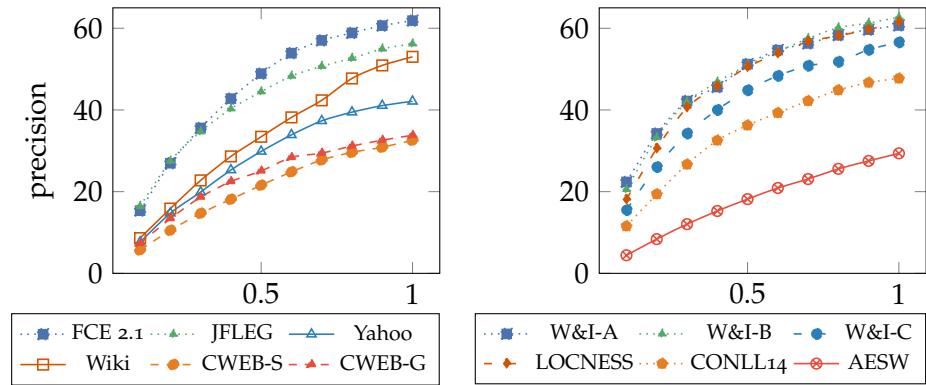 60
40
20
0
precision
0.5
1
FCE 2.1 JFLEG Yahoo
Wiki CWEB-S CWEB-G
60
40
20
0
0.5
1
W&I-A W&I-B W&I-C
LOCNESS CONLL14 AESW